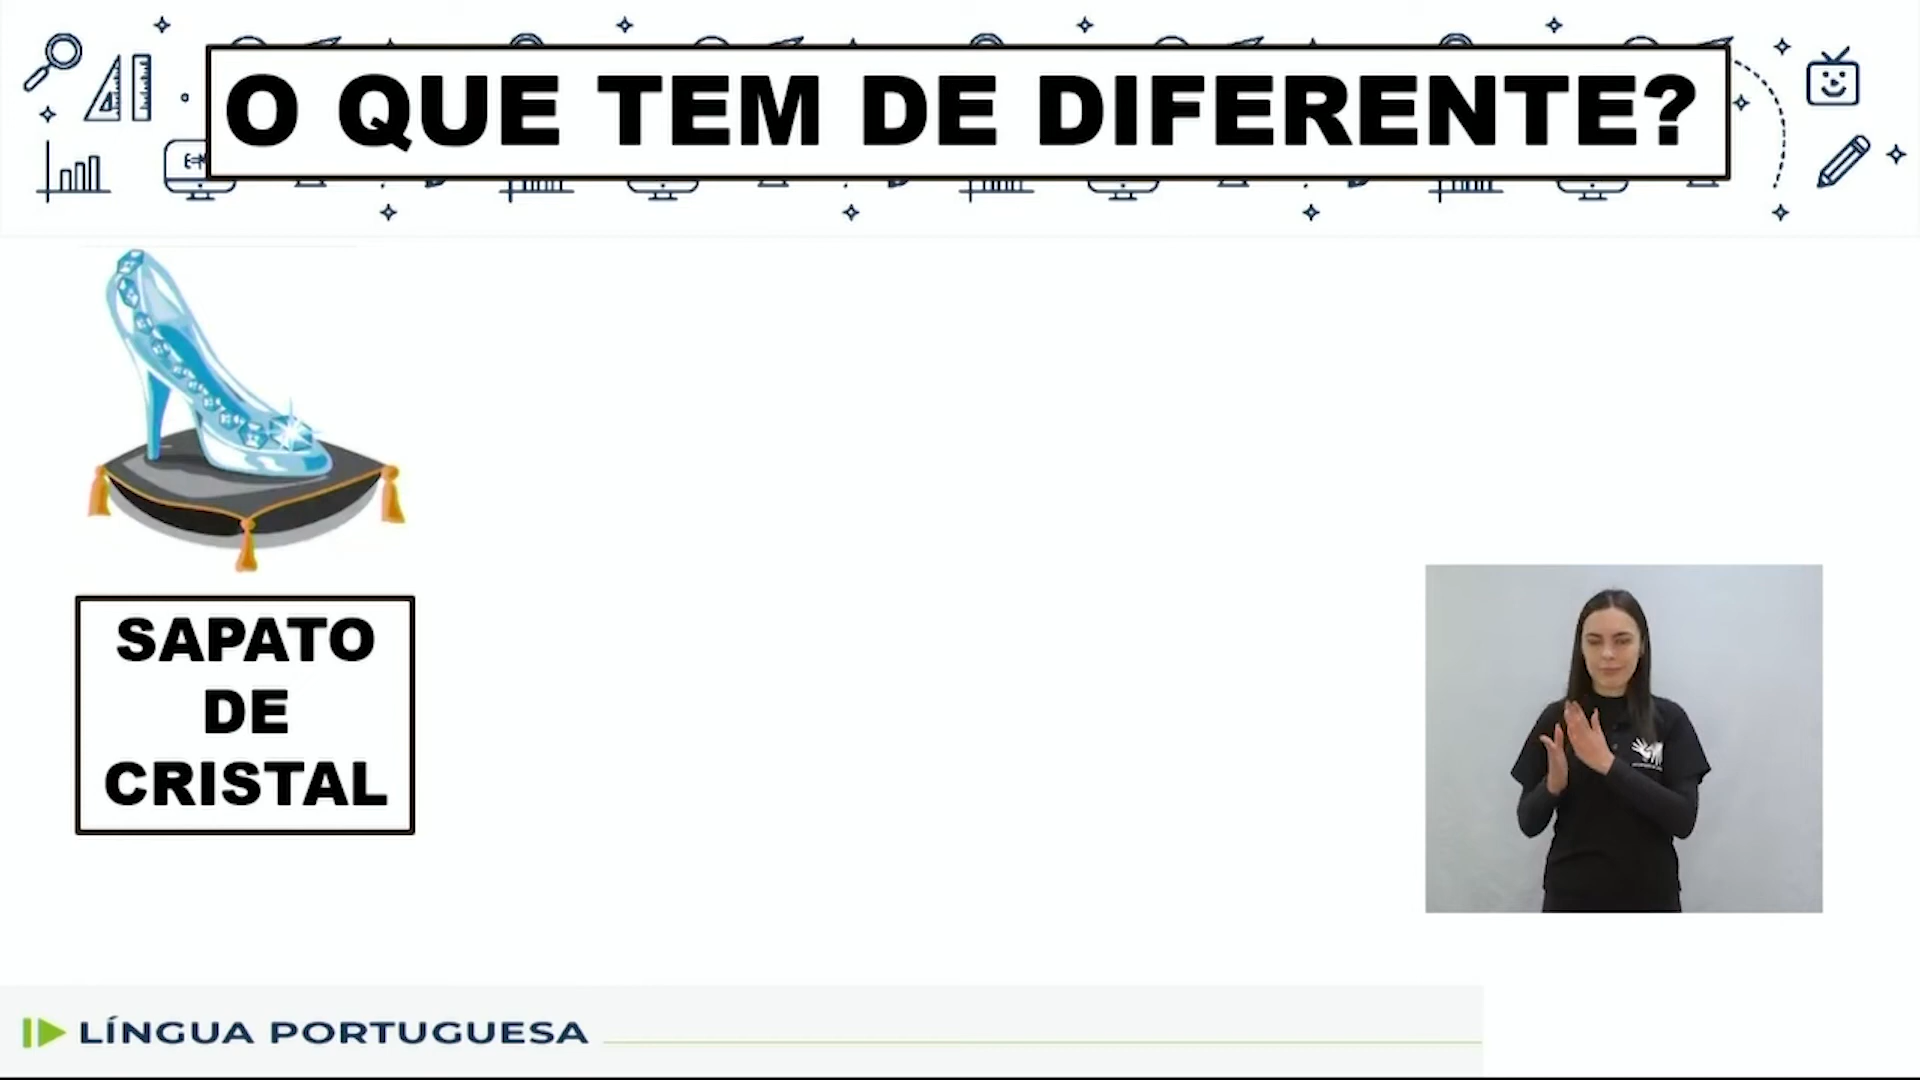 O QUE TEM DE DIFERENTE?
SAPATO
DE
CRISTAL
LÍNGUA PORTUGUESA